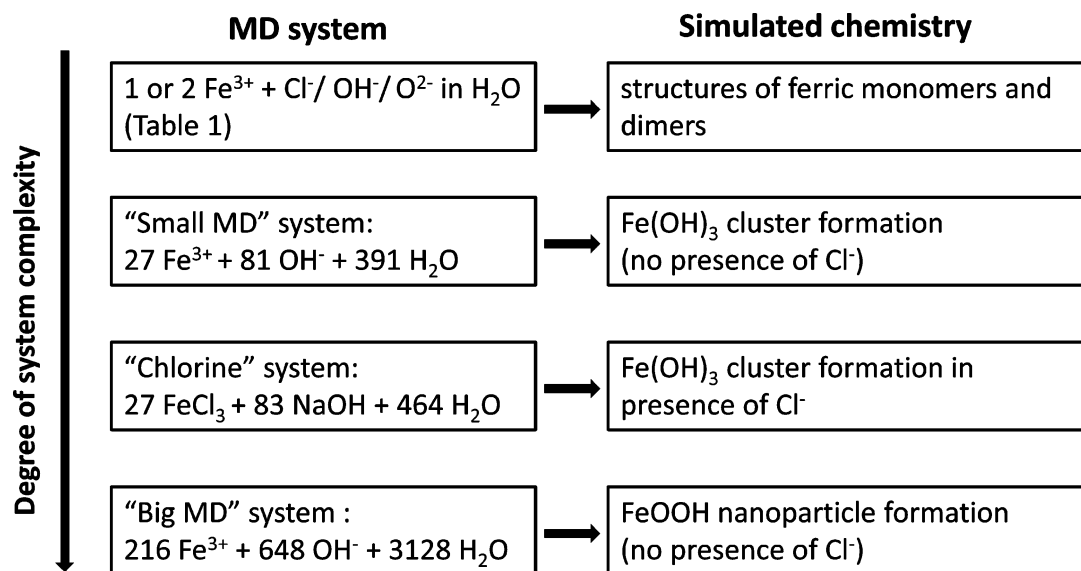 MD system
Simulated chemistry
Degree of system complexity
1 or 2 Fe³⁺ + Cl⁻/ OH⁻/ O²⁻ in H₂O
(Table 1)
structures of ferric monomers and
dimers
“Small MD” system:
27 Fe³⁺ + 81 OH⁻ + 391 H₂O
Fe(OH)₃ cluster formation
(no presence of Cl⁻)
“Chlorine” system:
27 FeCl₃ + 83 NaOH + 464 H₂O
Fe(OH)₃ cluster formation in
presence of Cl⁻
“Big MD” system :
216 Fe³⁺ + 648 OH⁻ + 3128 H₂O
FeOOH nanoparticle formation
(no presence of Cl⁻)